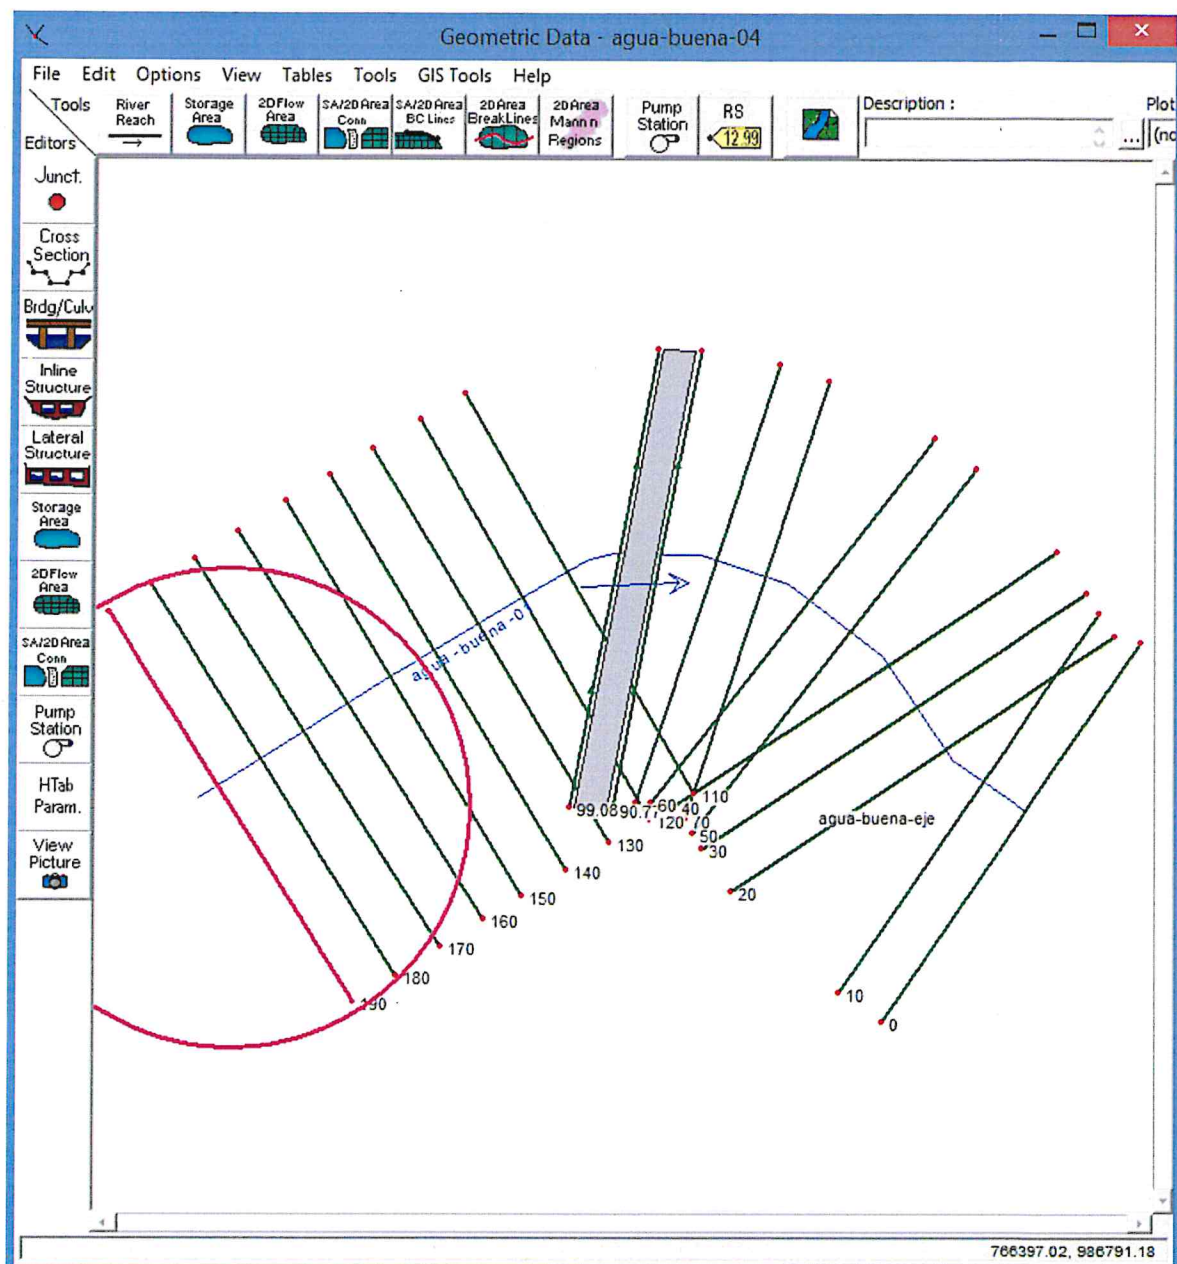 Geometric Data - agua-buena-04
File Edit Options View Tables Tools GIS Tools Help
Tools
Editors
River
Reach
Storage
Area
2D Flow
Area
SA/2D Area
Conn
SA/2D Area
BC Lines
2D Area
BreakLines
2D Area
Mann n
Regions
Pump
Station
RS
12.99
Description :
...
Plot
(no
Junct.
Cross
Section
Brdg/Culv
Inline
Structure
Lateral
Structure
Storage
Area
2D Flow
Area
SA/2D Area
Conn
Pump
Station
HTab
Param.
View
Picture
agua-buena-01
99.08 90.77 60 40 110
120 70
50
30
130
agua-buena-eje
140
20
150
160
170
180
190
10
0
766397.02, 986791.18